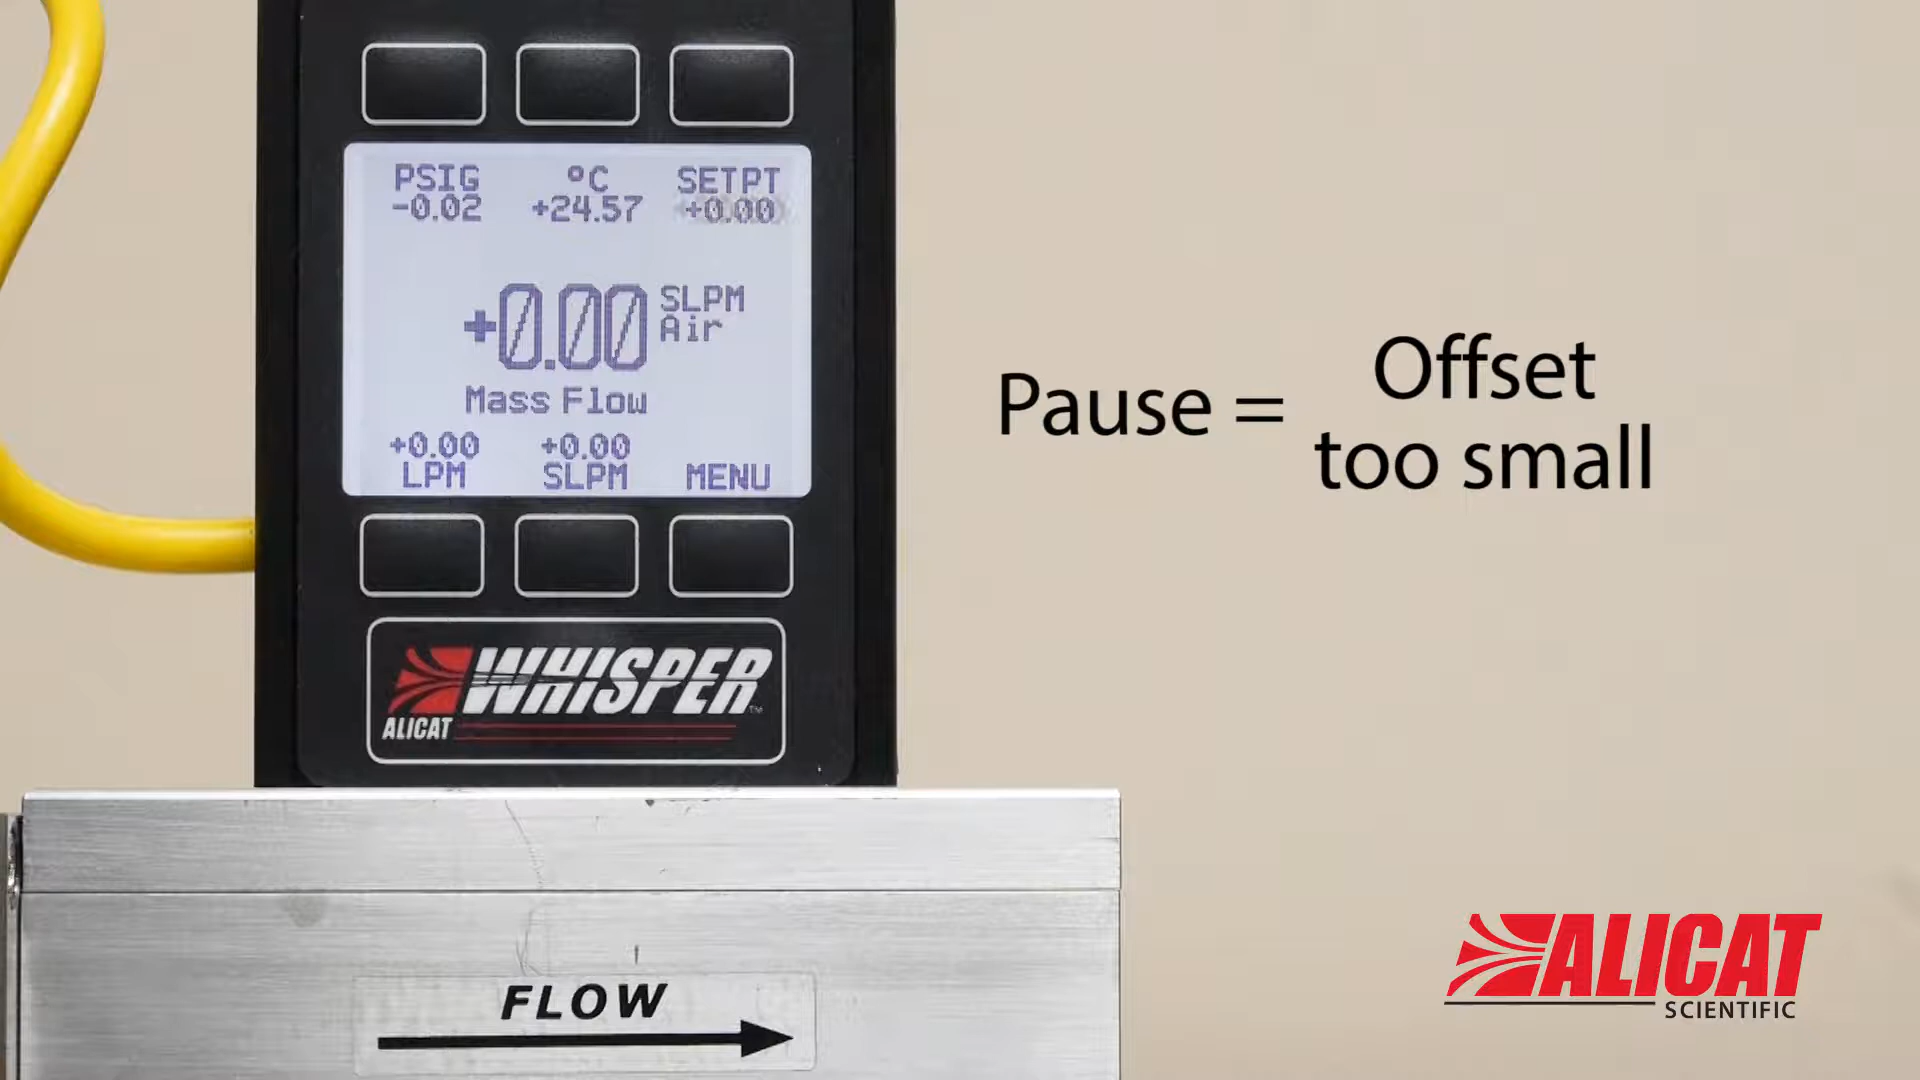 PSIG °C SETPT
-0.02 +24.57 +0.00
+0.00 SLPM
Air
Mass Flow
+0.00 +0.00
LPM SLPM MENU
WHISPER™
ALICAT
FLOW
Pause = Offset
too small
ALICAT
SCIENTIFIC